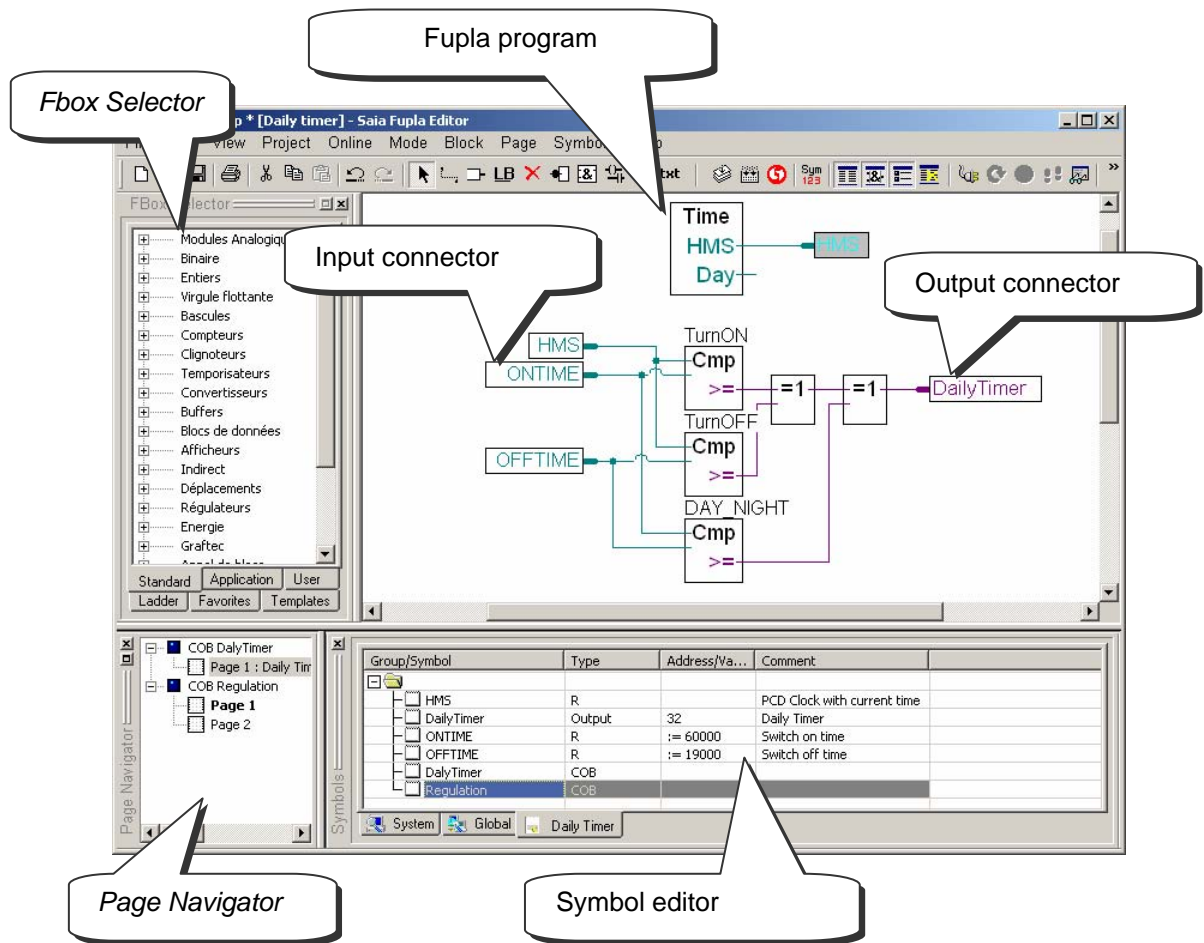 Fupla program
Fbox Selector
p * [Daily timer] - Saia Fupla Editor
View Project Online Mode Block Page
LB
txt
Sym
123
Time
HMS
Day
HMS
Modules Analogiqu
Binaire
Entiers
Virgule flottante
Bascules
Compteurs
Clignoteurs
Temporisateurs
Convertisseurs
Buffers
Blocs de données
Afficheurs
Indirect
Déplacements
Régulateurs
Energie
Graftec
Standard Application User
Ladder Favorites Templates
Input connector
Output connector
HMS
ONTIME
OFFTIME
TurnON
Cmp
>=
=1
=1
DailyTimer
TurnOFF
Cmp
>=
DAY_NIGHT
Cmp
>=
Page Navigator
COB DalyTimer
Page 1 : Daily Tim
COB Regulation
Page 1
Page 2
Symbols
Group/Symbol Type Address/Va... Comment
HMS R PCD Clock with current time
DailyTimer Output 32 Daily Timer
ONTIME R := 60000 Switch on time
OFFTIME R := 19000 Switch off time
DalyTimer COB
Regulation COB
System Global Daily Timer
Page Navigator
Symbol editor